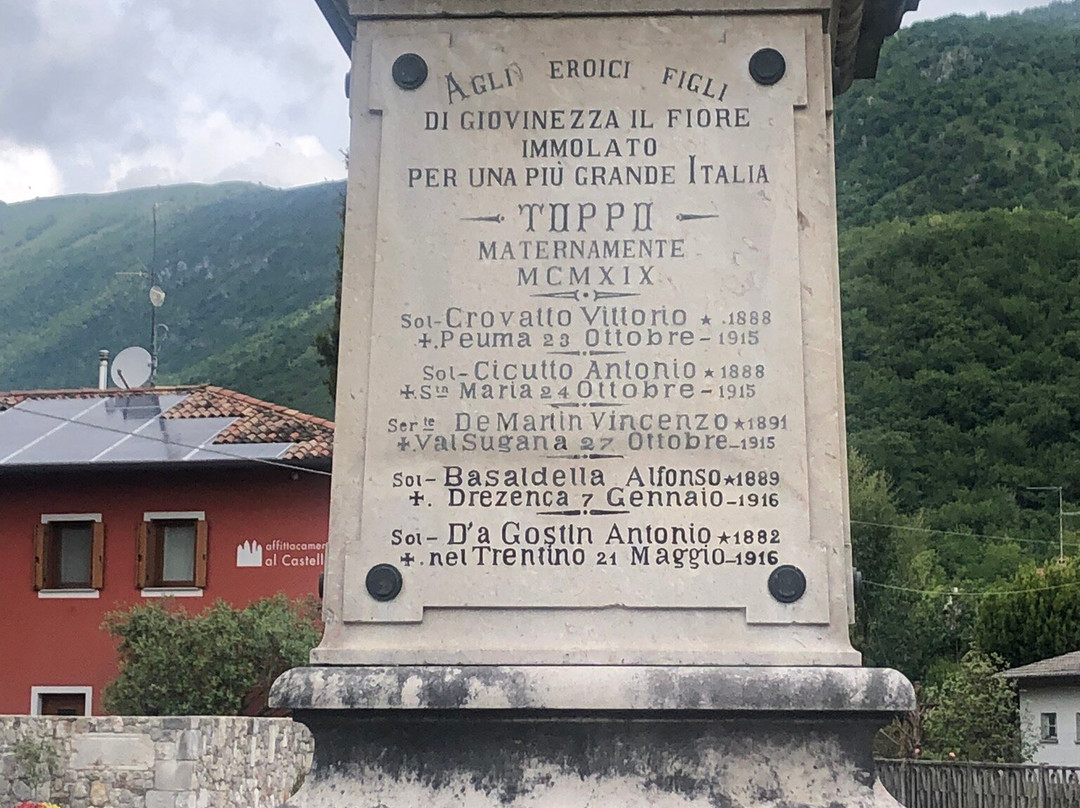 Agli eroici figli
di giovinezza il fiore
immolato
per una più grande Italia
TOPPO
maternamente
MCMXIX
Sol- Crovatto Vittorio ★ .1888
+.Peuma 23 Ottobre - 1915
Sol- Cicutto Antonio ★ 1888
+Stn Maria 24 Ottobre - 1915
Serte De Martin Vincenzo ★ 1891
+Val Sugana 27 Ottobre - 1915
Sol- Basaldella Alfonso ★ 1889
+. Drezenca 7 Gennaio - 1916
Sol- D'a Gostin Antonio ★ 1882
+.nel Trentino 21 Maggio - 1916
affittacamere
al Castell